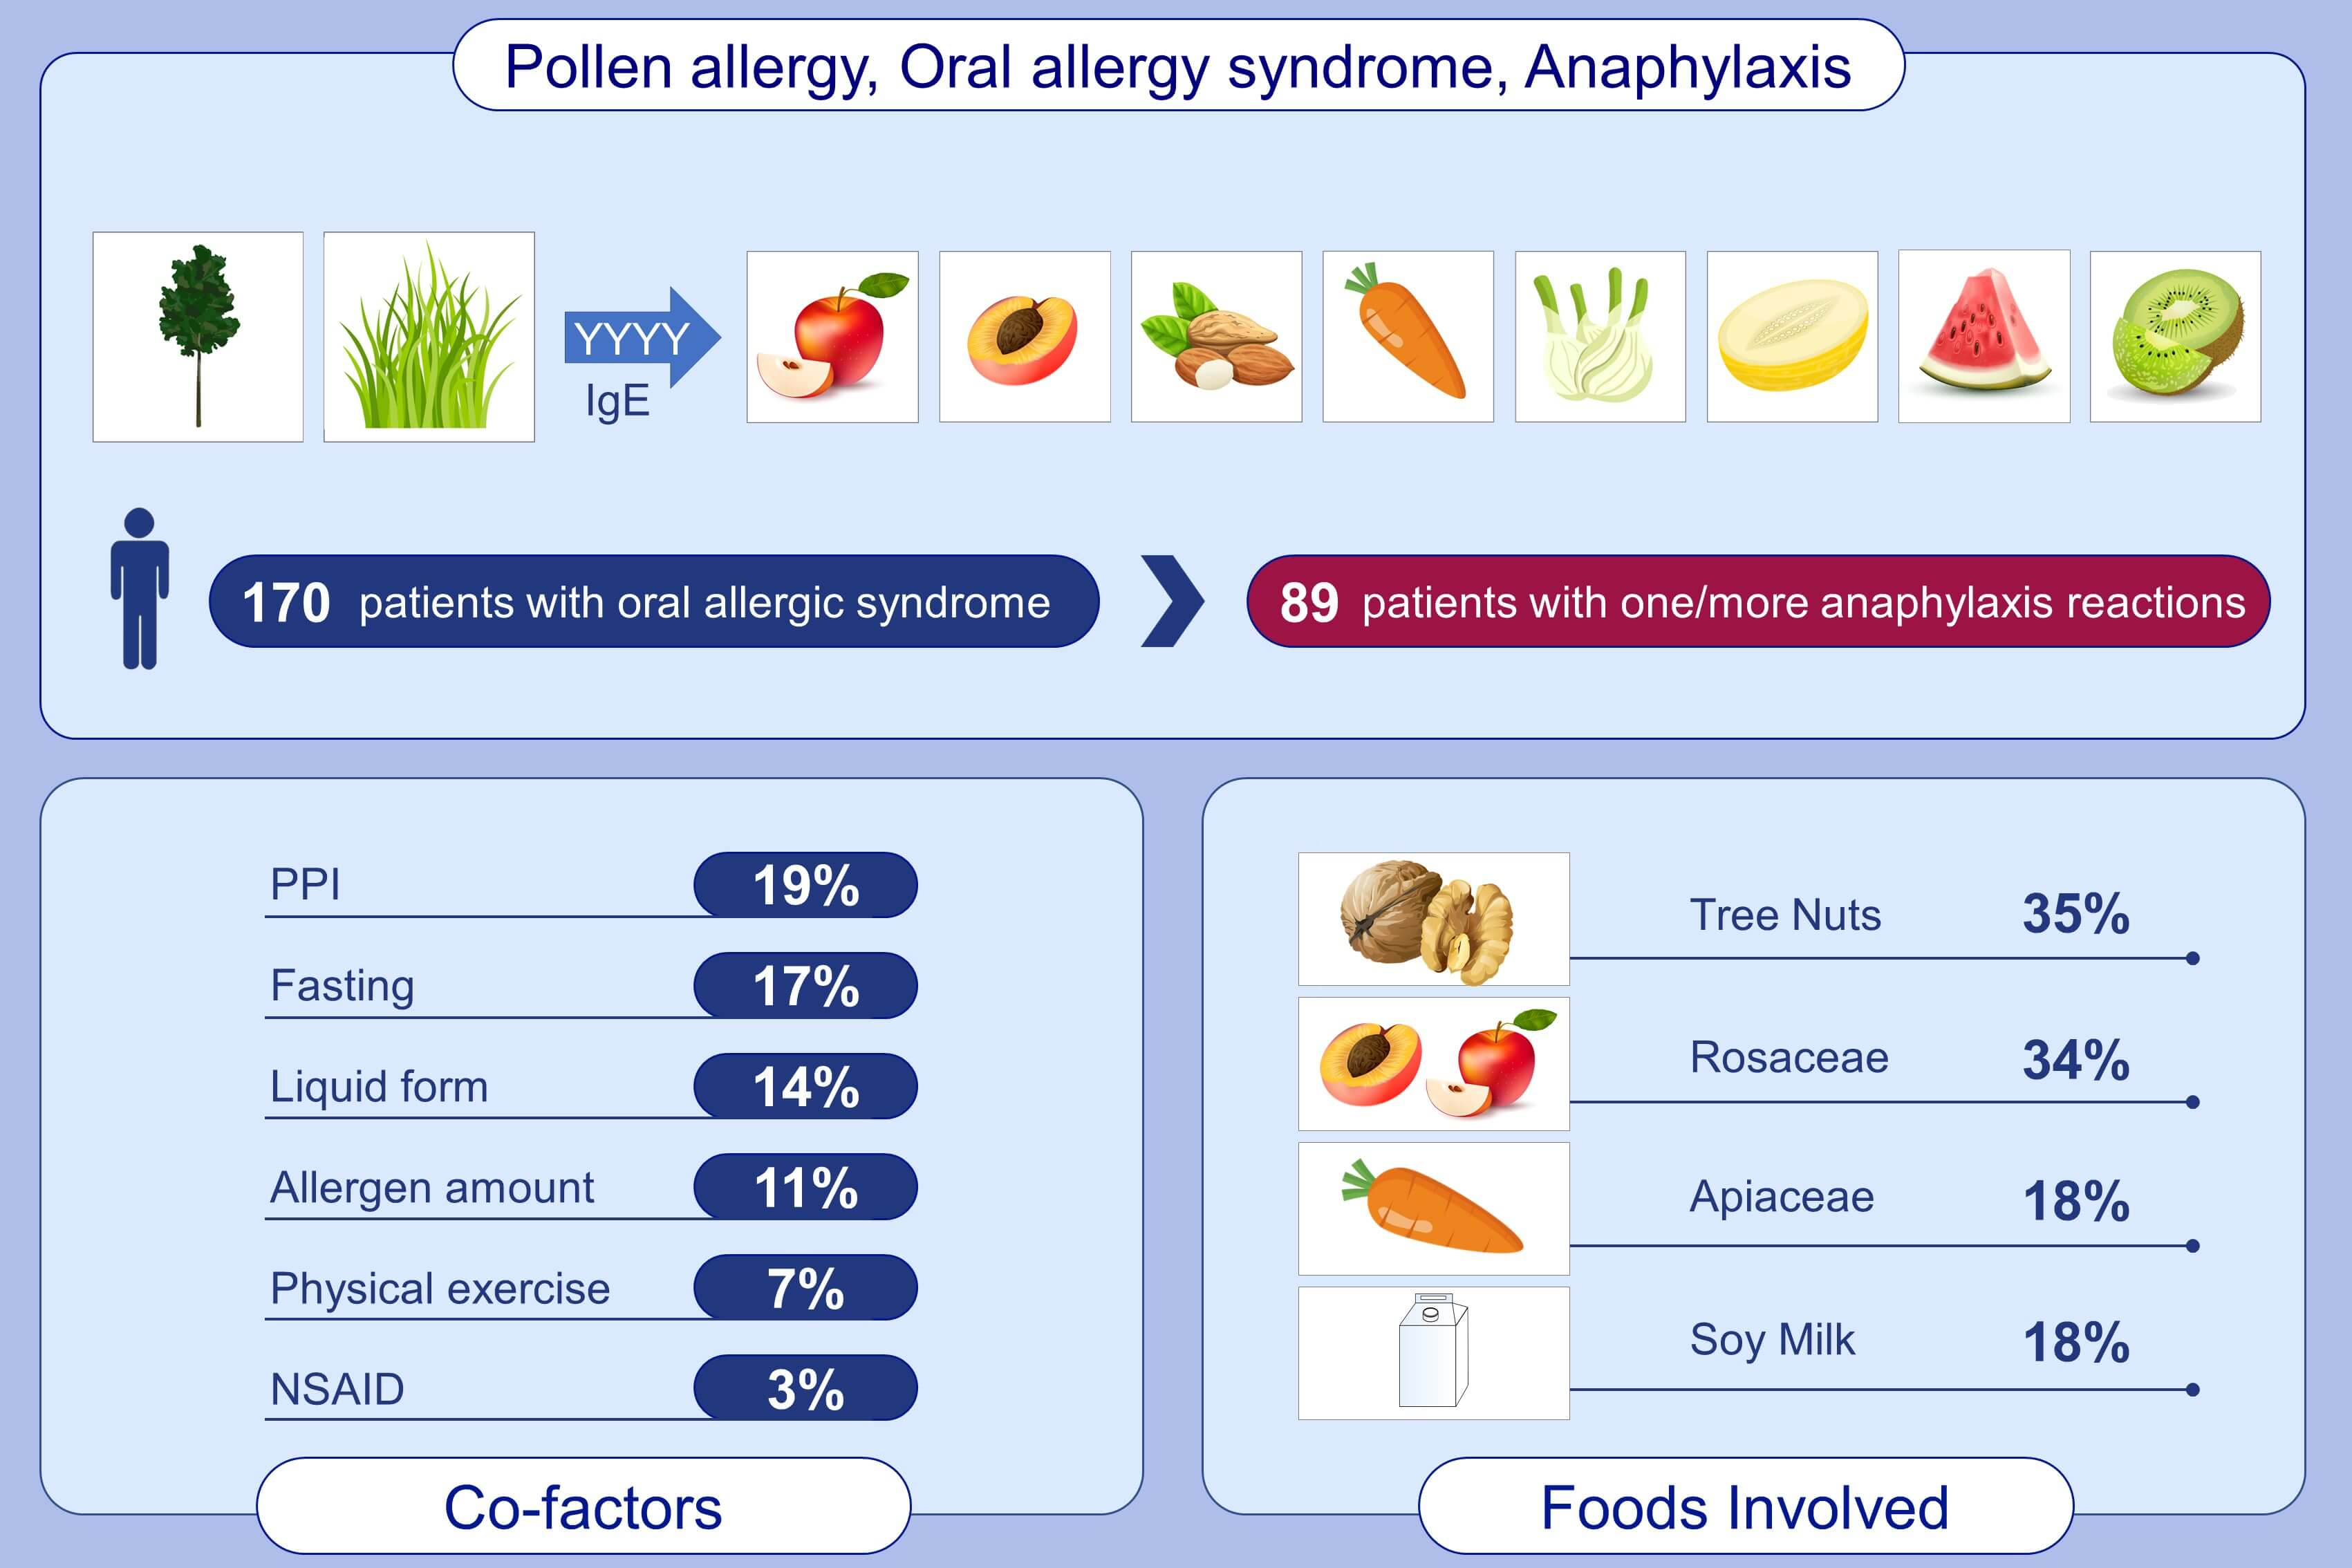 Pollen allergy, Oral allergy syndrome, Anaphylaxis
YYYY
IgE
170 patients with oral allergic syndrome
89 patients with one/more anaphylaxis reactions
PPI 19%
Fasting 17%
Liquid form 14%
Allergen amount 11%
Physical exercise 7%
NSAID 3%
Co-factors
Tree Nuts 35%
Rosaceae 34%
Apiaceae 18%
Soy Milk 18%
Foods Involved